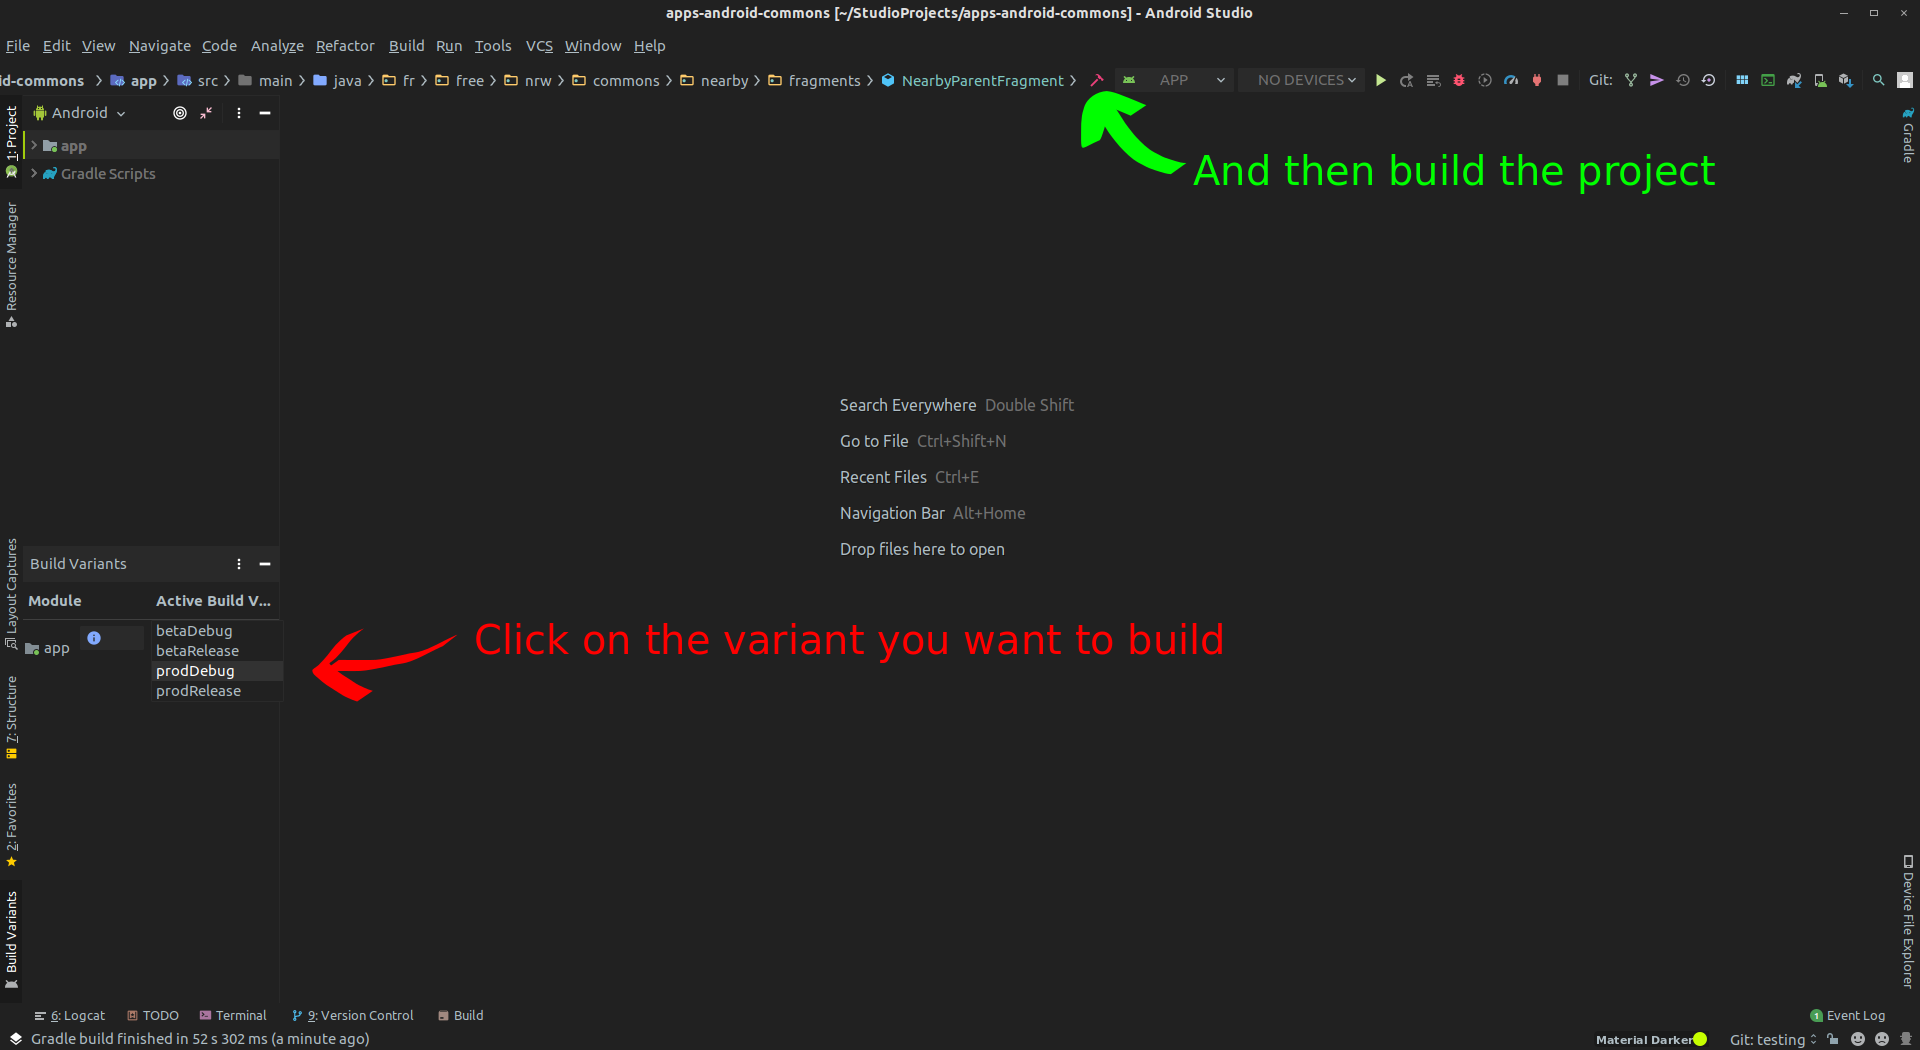 apps-android-commons [~/StudioProjects/apps-android-commons] - Android Studio
File Edit View Navigate Code Analyze Refactor Build Run Tools VCS Window Help
id-commons app src main java fr free nrw commons nearby fragments NearbyParentFragment APP NO DEVICES Git:
1: Project
Android
app
Gradle Scripts
Resource Manager
And then build the project
Gradle
Search Everywhere Double Shift
Go to File Ctrl+Shift+N
Recent Files Ctrl+E
Navigation Bar Alt+Home
Drop files here to open
Layout Captures
Build Variants
Module Active Build V...
app
betaDebug
betaRelease
prodDebug
prodRelease
Click on the variant you want to build
7: Structure
2: Favorites
Build Variants
Device File Explorer
6: Logcat TODO Terminal 9: Version Control Build 1 Event Log
Gradle build finished in 52 s 302 ms (a minute ago) Material Darker Git: testing